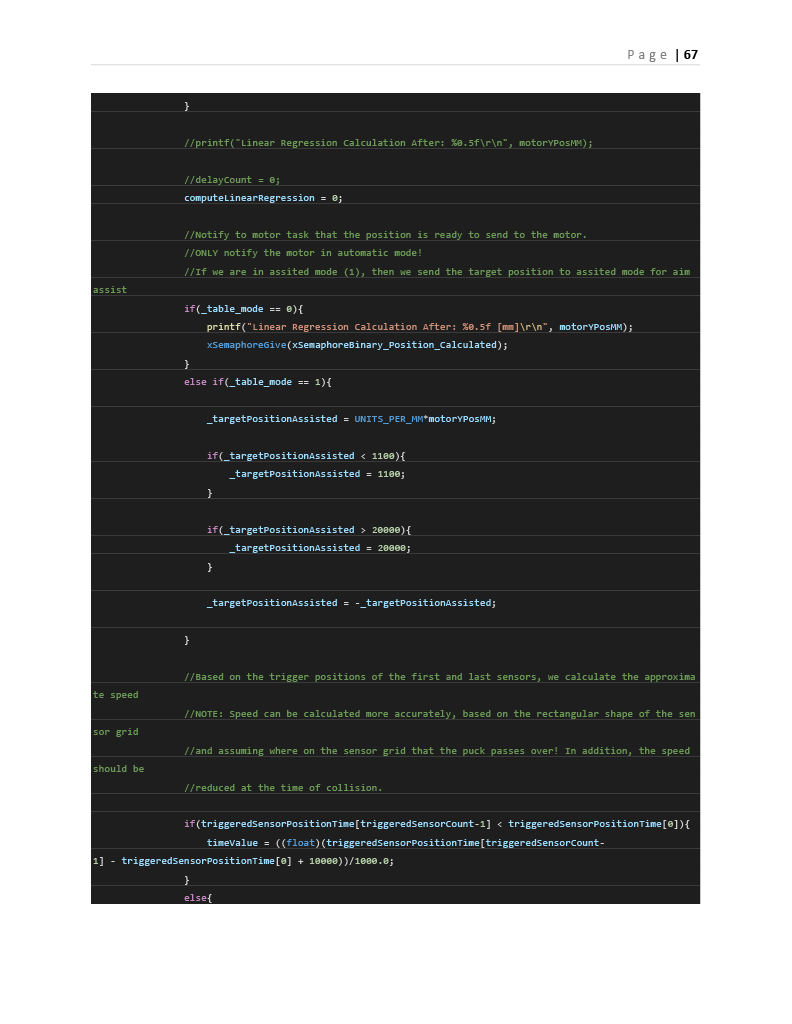 Page | 67
}
//printf("Linear Regression Calculation After: %0.5f\r\n", motorYPosMM);
//delayCount = 0;
computeLinearRegression = 0;
//Notify to motor task that the position is ready to send to the motor.
//ONLY notify the motor in automatic mode!
//If we are in assited mode (1), then we send the target position to assited mode for aim
assist
if(_table_mode == 0){
printf("Linear Regression Calculation After: %0.5f [mm]\r\n", motorYPosMM);
xSemaphoreGive(xSemaphoreBinary_Position_Calculated);
}
else if(_table_mode == 1){
_targetPositionAssisted = UNITS_PER_MM*motorYPosMM;
if(_targetPositionAssisted < 1100){
_targetPositionAssisted = 1100;
}
if(_targetPositionAssisted > 20000){
_targetPositionAssisted = 20000;
}
_targetPositionAssisted = -_targetPositionAssisted;
}
//Based on the trigger positions of the first and last sensors, we calculate the approxima
te speed
//NOTE: Speed can be calculated more accurately, based on the rectangular shape of the sen
sor grid
//and assuming where on the sensor grid that the puck passes over! In addition, the speed
should be
//reduced at the time of collision.
if(triggeredSensorPositionTime[triggeredSensorCount-1] < triggeredSensorPositionTime[0]){
timeValue = ((float)(triggeredSensorPositionTime[triggeredSensorCount-
1] - triggeredSensorPositionTime[0] + 10000))/1000.0;
}
else{